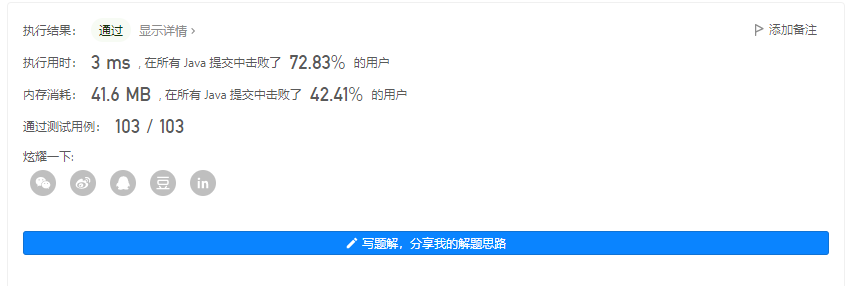 执行结果： 通过 显示详情 › 添加备注
执行用时： 3 ms , 在所有 Java 提交中击败了 72.83% 的用户
内存消耗： 41.6 MB , 在所有 Java 提交中击败了 42.41% 的用户
通过测试用例： 103 / 103
炫耀一下:
豆 in
写题解，分享我的解题思路